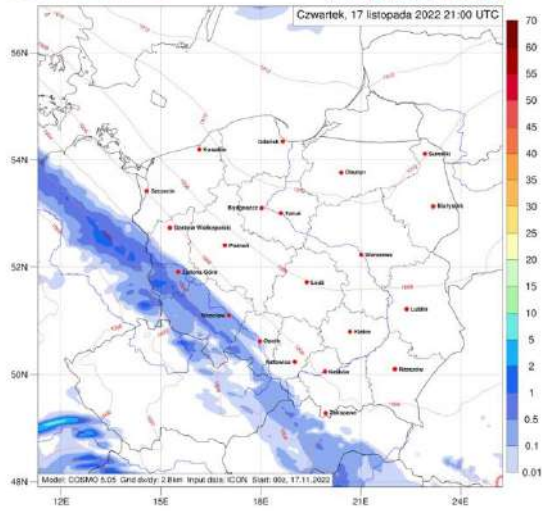 Czwartek, 17 listopada 2022 21:00 UTC
56N
54N
52N
50N
48N
12E
15E
18E
21E
24E
70
60
55
50
45
40
35
30
25
20
15
10
5
2
1
0.5
0.1
0.01
Gdańsk
Koszalin
Suwałki
Olsztyn
Szczecin
Białystok
Bydgoszcz
Toruń
Gorzów Wielkopolski
Poznań
Warszawa
Zielona Góra
Łódź
Lublin
Wrocław
Kielce
Opole
Katowice
Kraków
Rzeszów
Zakopane
Model: COSMO 5.05 Grid dx/dy: 2.8km Input data: ICON Start: 00z, 17.11.2022